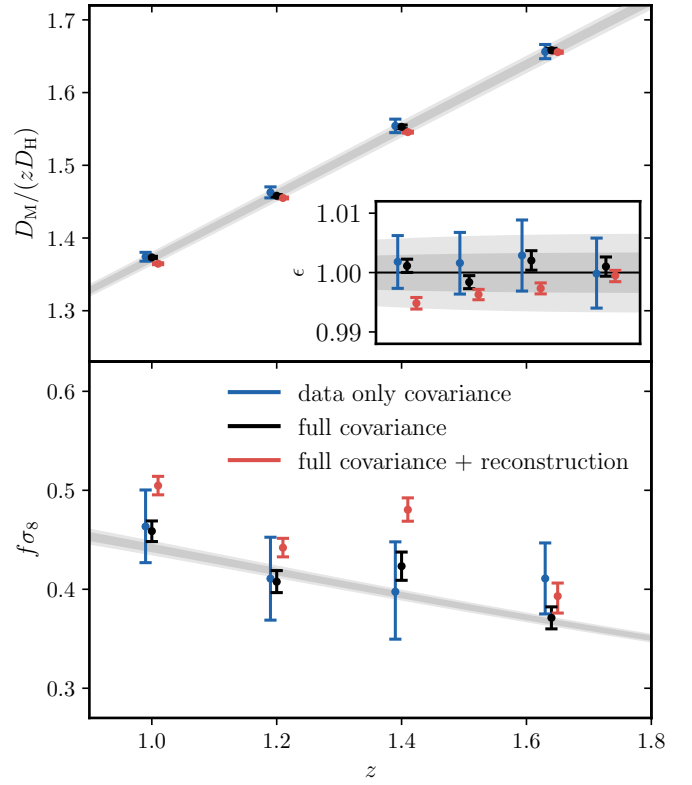 1.7
1.6
1.5
1.4
1.3
D_M/(zD_H)
1.01
1.00
0.99
ϵ
0.6
0.5
0.4
0.3
fσ_8
data only covariance
full covariance
full covariance + reconstruction
1.0 1.2 1.4 1.6 1.8
z